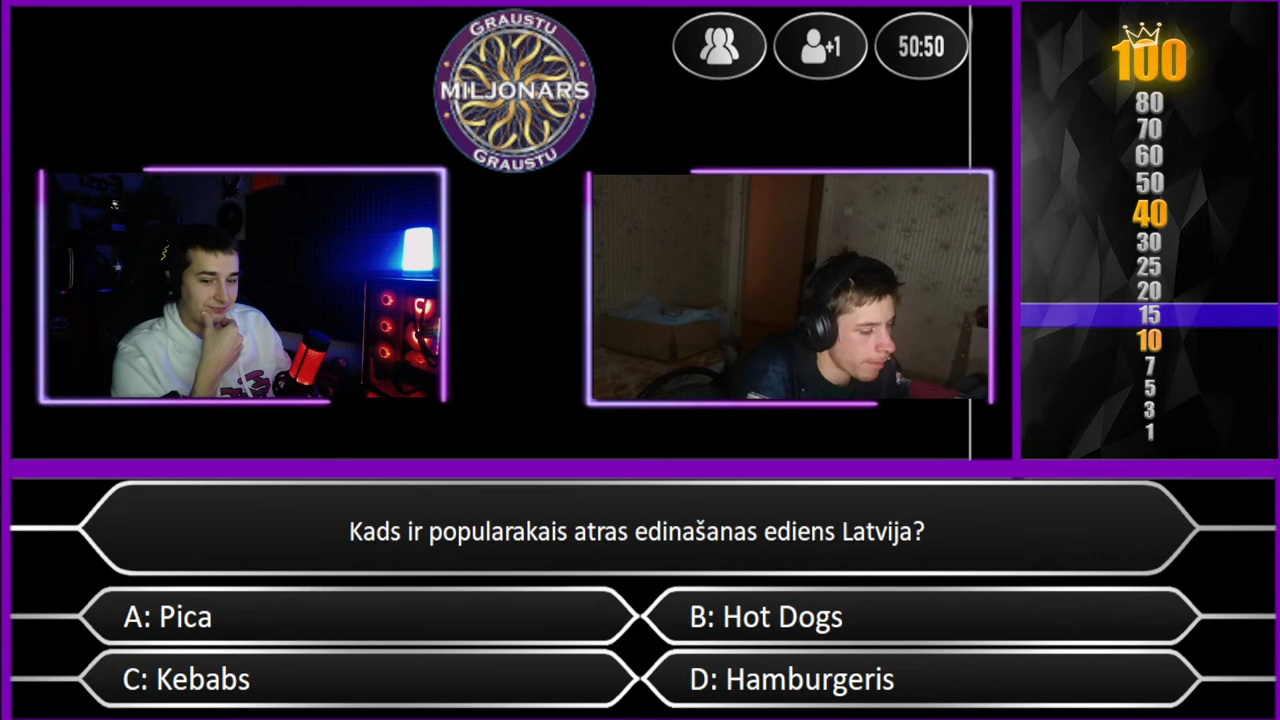 GRAUSTU
MILJONARS
GRAUSTU
+1
50:50
100
80
70
60
50
40
30
25
20
15
10
7
5
3
1
Kads ir popularakais atras edinašanas ediens Latvija?
A: Pica
B: Hot Dogs
C: Kebabs
D: Hamburgeris